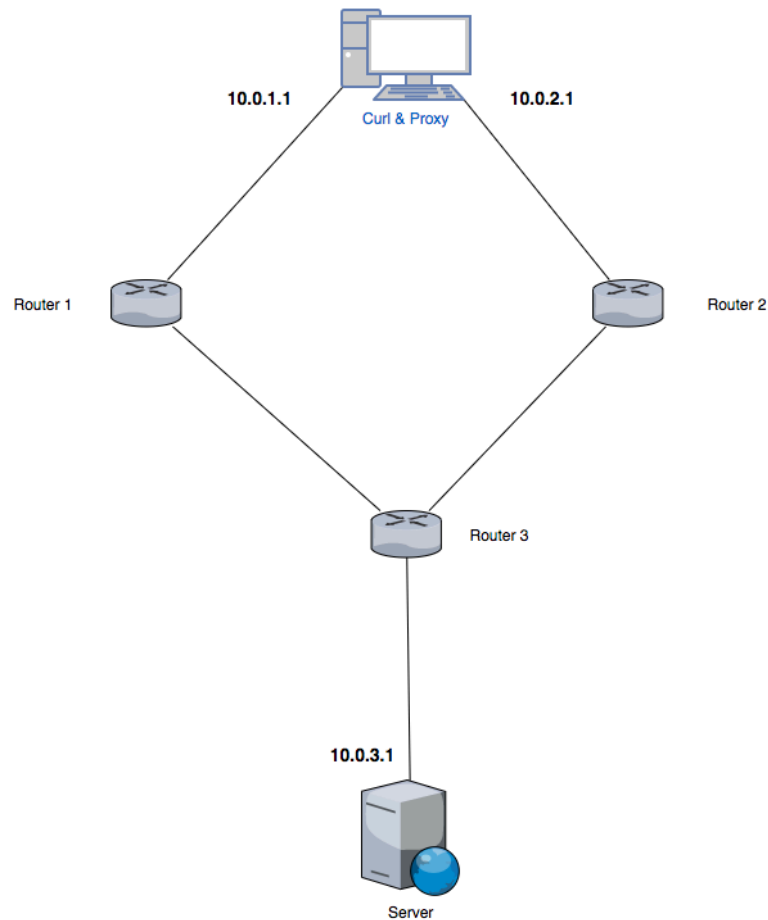 10.0.1.1
10.0.2.1
Curl & Proxy
Router 1
Router 2
Router 3
10.0.3.1
Server